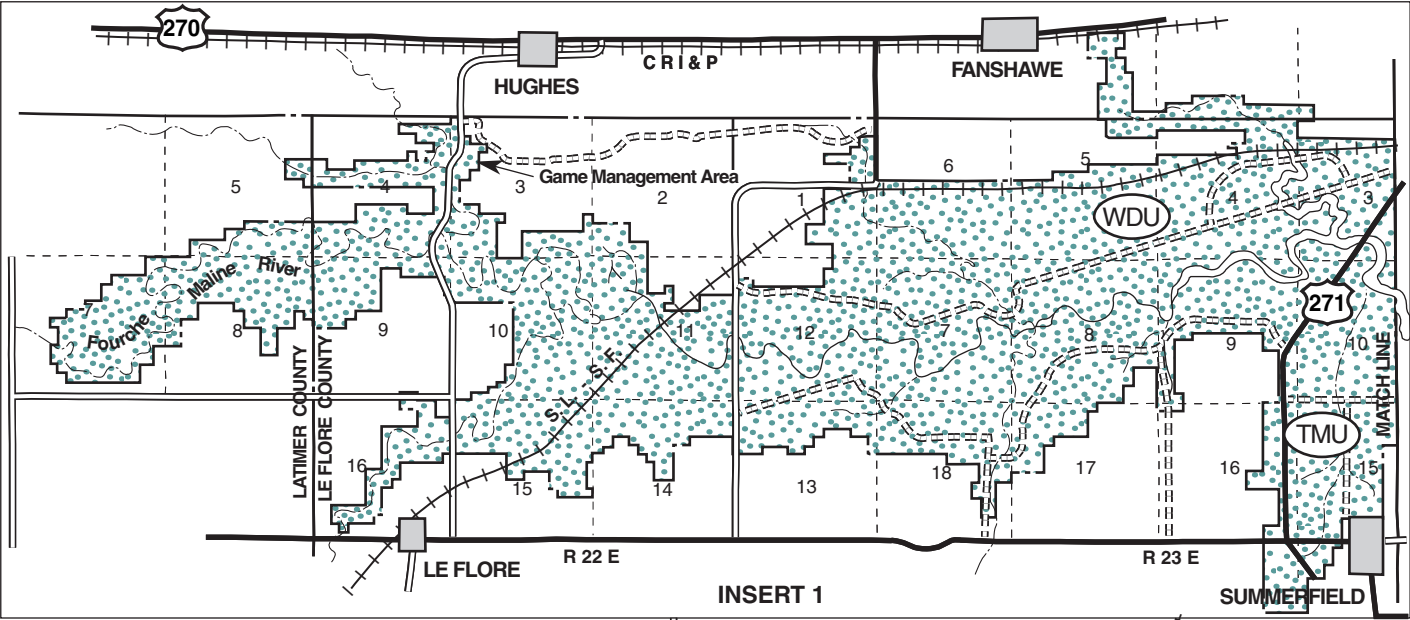 270
HUGHES
C R I & P
FANSHAWE
Game Management Area
5
4
3
2
1
6
5
4
3
WDU
Fourche Maline River
7
8
9
10
11
12
7
8
9
10
271
S. L. - S. F.
LATIMER COUNTY
LE FLORE COUNTY
MATCH LINE
TMU
16
15
14
13
18
17
16
15
LE FLORE
R 22 E
R 23 E
INSERT 1
SUMMERFIELD